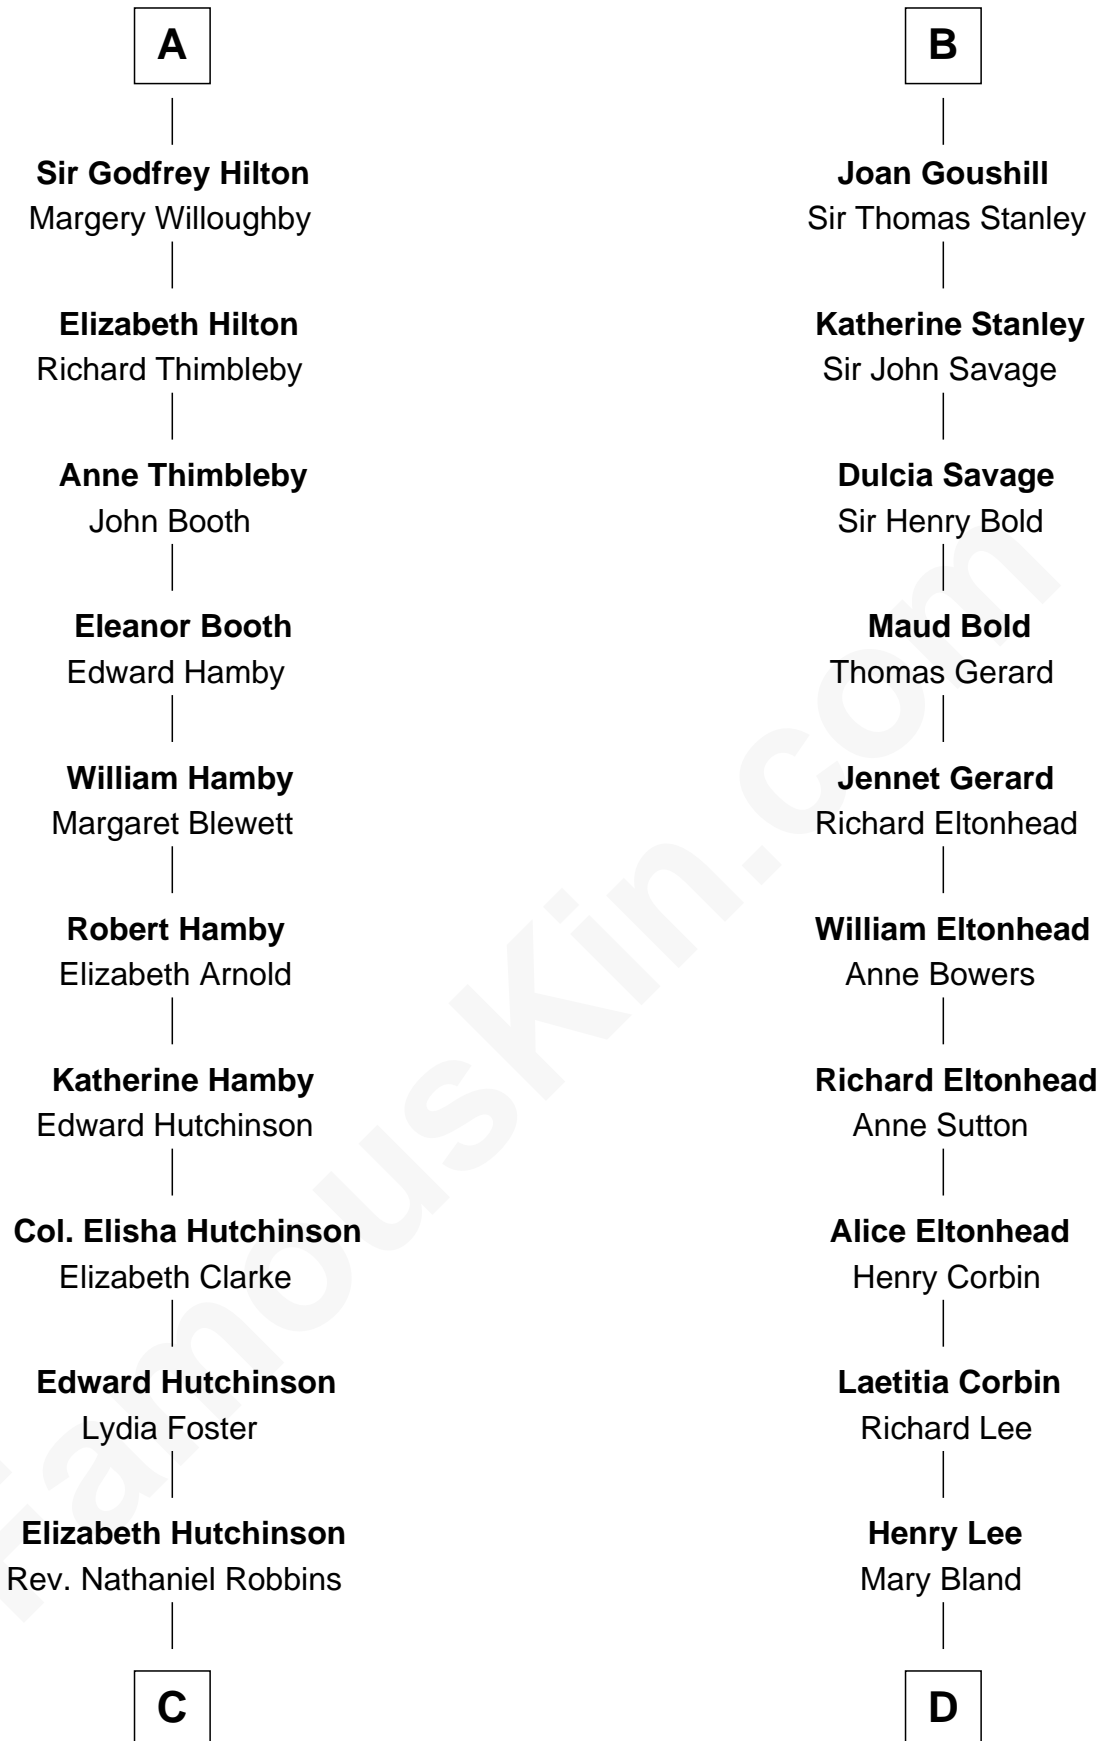 A
Sir Godfrey Hilton
Margery Willoughby
Elizabeth Hilton
Richard Thimbleby
Anne Thimbleby
John Booth
Eleanor Booth
Edward Hamby
William Hamby
Margaret Blewett
Robert Hamby
Elizabeth Arnold
Katherine Hamby
Edward Hutchinson
Col. Elisha Hutchinson
Elizabeth Clarke
Edward Hutchinson
Lydia Foster
Elizabeth Hutchinson
Rev. Nathaniel Robbins
C
B
Joan Goushill
Sir Thomas Stanley
Katherine Stanley
Sir John Savage
Dulcia Savage
Sir Henry Bold
Maud Bold
Thomas Gerard
Jennet Gerard
Richard Eltonhead
William Eltonhead
Anne Bowers
Richard Eltonhead
Anne Sutton
Alice Eltonhead
Henry Corbin
Laetitia Corbin
Richard Lee
Henry Lee
Mary Bland
D
FamousKin.com